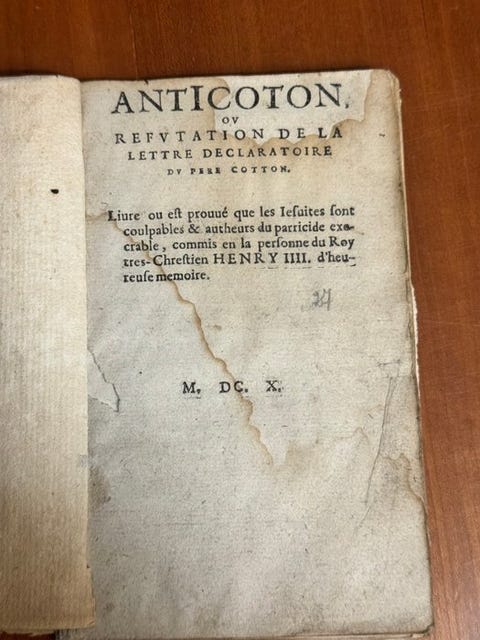 ANTICOTON,
OV
REFVTATION DE LA
LETTRE DECLARATOIRE
DV PERE COTTON.
Liure ou est prouué que les Iesuites sont
coulpables & autheurs du parricide exe-
crable, commis en la personne du Roy
tres-Chrestien HENRY IIII. d'heu-
reuse memoire.
27
M. DC. X.